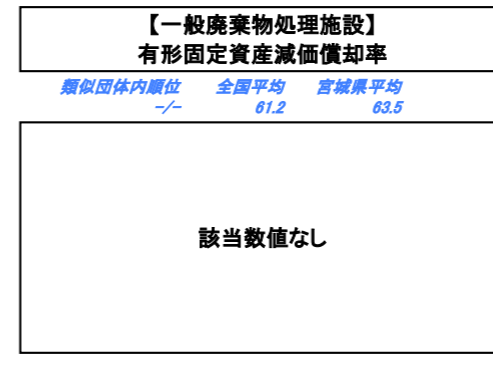 【一般廃棄物処理施設】
有形固定資産減価償却率
類似団体内順位 全国平均 宮城県平均
-/- 61.2 63.5
該当数値なし